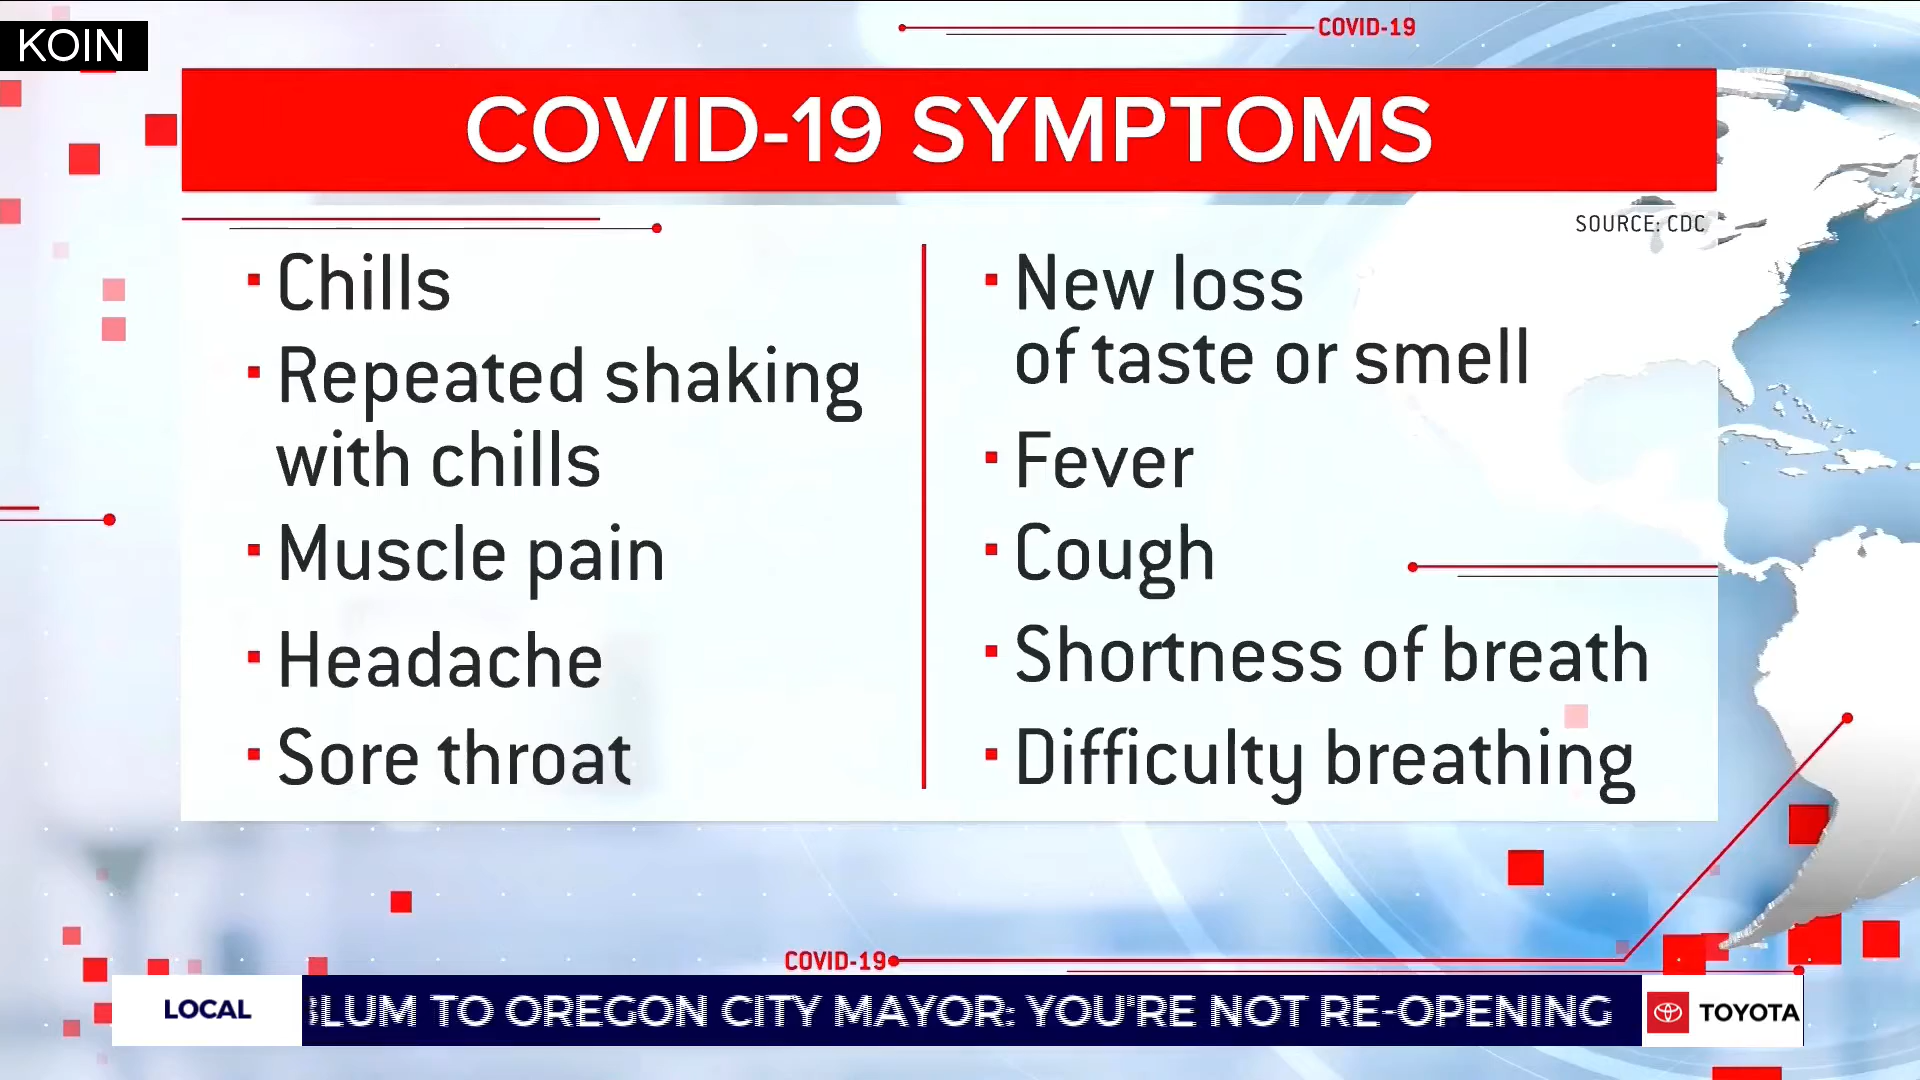 KOIN
COVID-19
COVID-19 SYMPTOMS
SOURCE: CDC
Chills
Repeated shaking
with chills
Muscle pain
Headache
Sore throat
New loss
of taste or smell
Fever
Cough
Shortness of breath
Difficulty breathing
COVID-19
LOCAL
TO OREGON CITY MAYOR: YOU'RE NOT RE-OPENING
TOYOTA